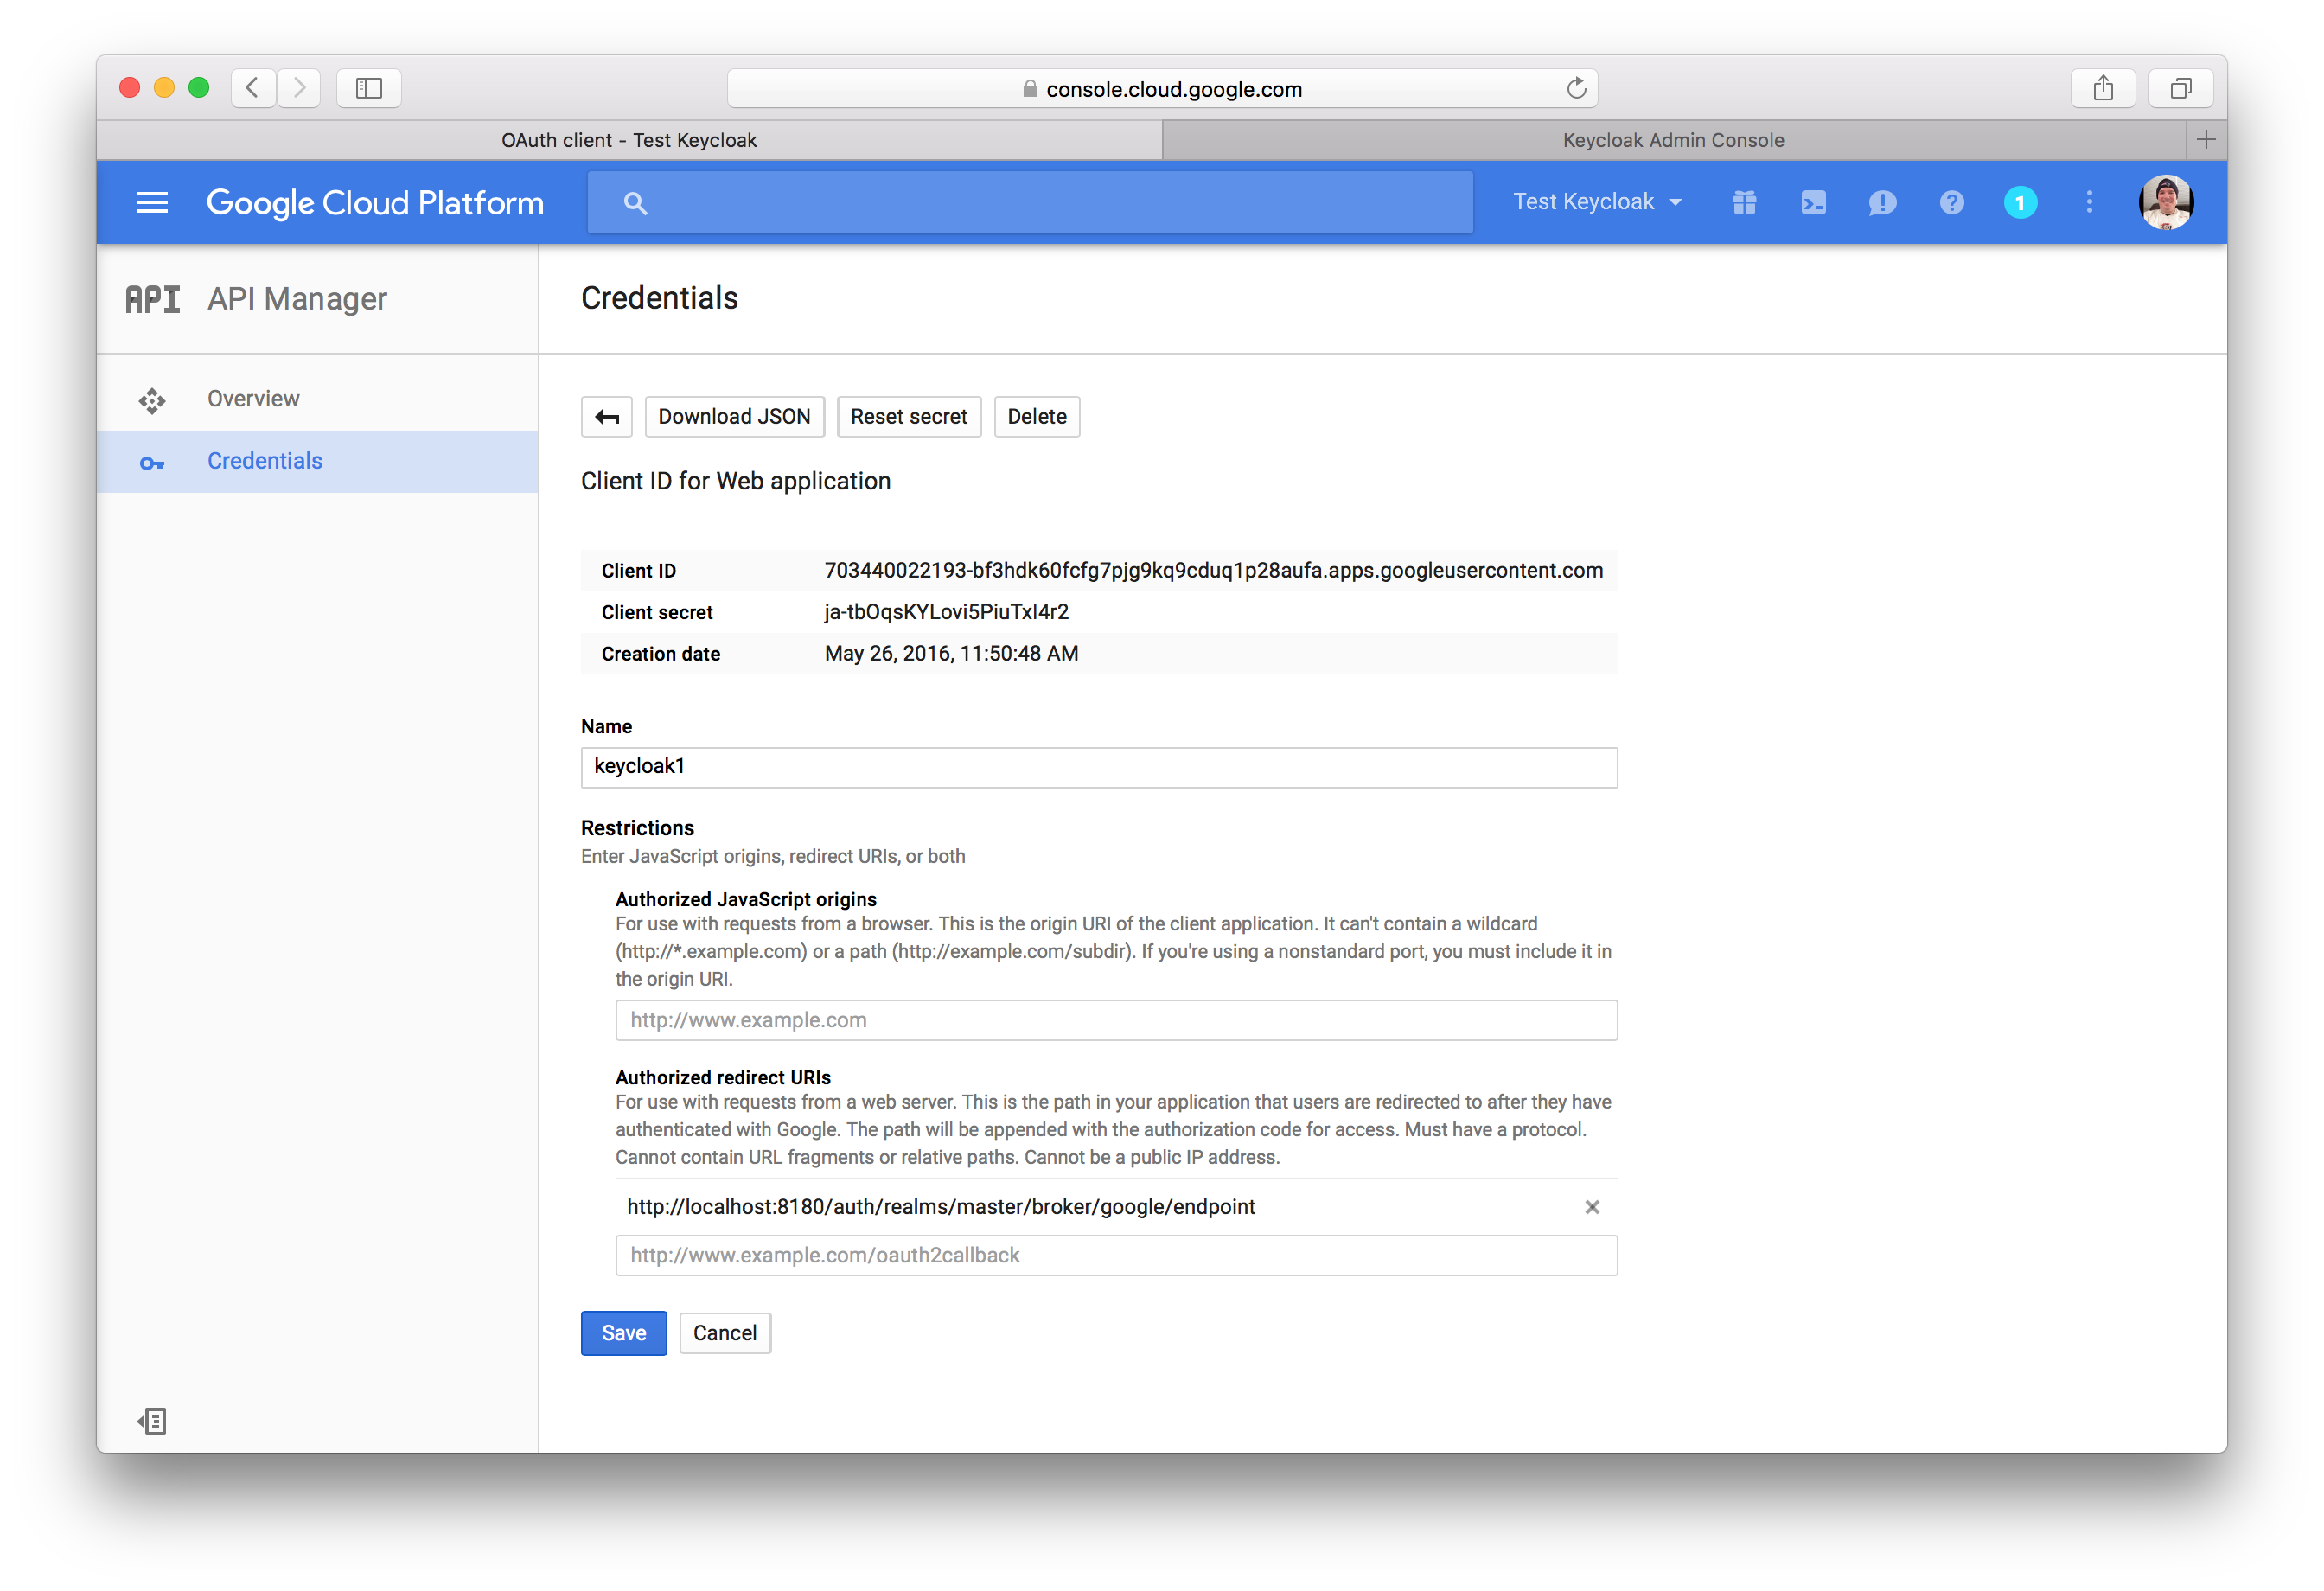 console.cloud.google.com
OAuth client - Test Keycloak
Keycloak Admin Console
Google Cloud Platform
Test Keycloak
1
API
API Manager
Credentials
Overview
Credentials
Download JSON
Reset secret
Delete
Client ID for Web application
Client ID 703440022193-bf3hdk60fcfg7pjg9kq9cduq1p28aufa.apps.googleusercontent.com
Client secret ja-tbOqsKYLovi5PiuTxI4r2
Creation date May 26, 2016, 11:50:48 AM
Name
keycloak1
Restrictions
Enter JavaScript origins, redirect URIs, or both
Authorized JavaScript origins
For use with requests from a browser. This is the origin URI of the client application. It can't contain a wildcard
(http://*.example.com) or a path (http://example.com/subdir). If you're using a nonstandard port, you must include it in
the origin URI.
http://www.example.com
Authorized redirect URIs
For use with requests from a web server. This is the path in your application that users are redirected to after they have
authenticated with Google. The path will be appended with the authorization code for access. Must have a protocol.
Cannot contain URL fragments or relative paths. Cannot be a public IP address.
http://localhost:8180/auth/realms/master/broker/google/endpoint
http://www.example.com/oauth2callback
Save
Cancel